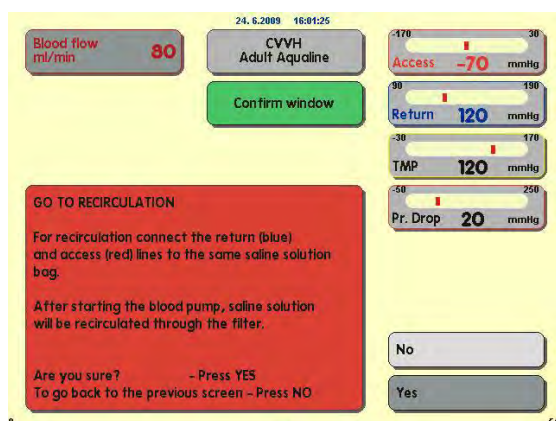 24. 6.2009 16:01:25
Blood flow
ml/min 80
CVVH
Adult Aqualine
Confirm window
-170 30
Access -70 mmHg
90 190
Return 120 mmHg
-30 170
TMP 120 mmHg
-50 250
Pr. Drop 20 mmHg
GO TO RECIRCULATION
For recirculation connect the return (blue)
and access (red) lines to the same saline solution
bag.
After starting the blood pump, saline solution
will be recirculated through the filter.
Are you sure? - Press YES
To go back to the previous screen - Press NO
No
Yes